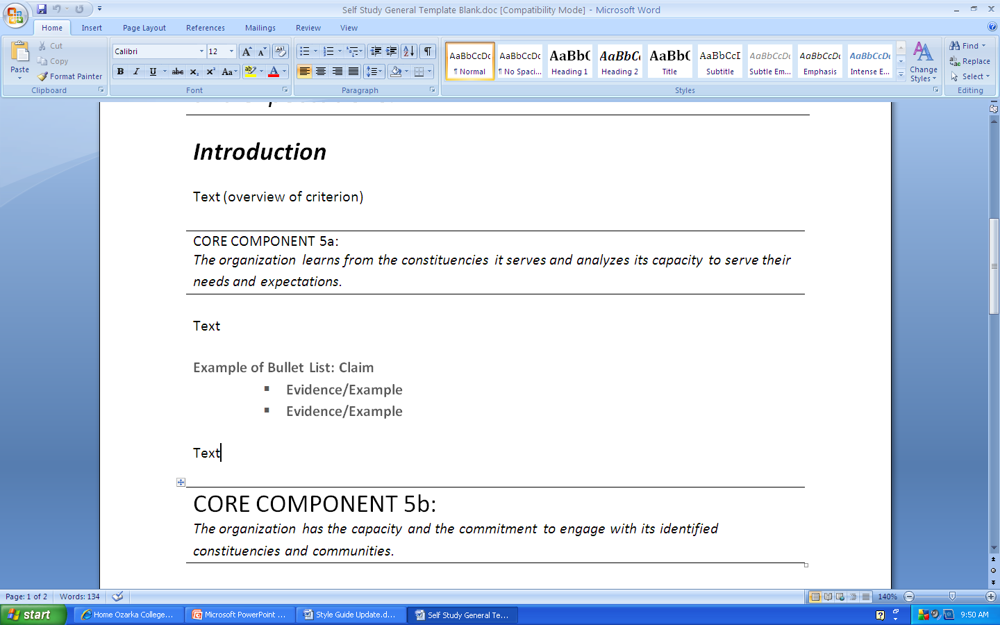 Self Study General Template Blank.doc [Compatibility Mode] - Microsoft Word
Home Insert Page Layout References Mailings Review View
Paste
Cut
Copy
Format Painter
Clipboard
Calibri 12
B I U abc x₂ x² Aa
Font
Paragraph
AaBbCcDc AaBbCcDc AaBbC AaBbCc AaBbC AaBbCcI AaBbCcDc AaBbCcDc AaBbCcDc
¶ Normal ¶ No Spaci... Heading 1 Heading 2 Title Subtitle Subtle Em... Emphasis Intense E...
Styles
Change Styles
Find
Replace
Select
Editing
Introduction
Text (overview of criterion)
CORE COMPONENT 5a:
The organization learns from the constituencies it serves and analyzes its capacity to serve their
needs and expectations.
Text
Example of Bullet List: Claim
▪ Evidence/Example
▪ Evidence/Example
Text
CORE COMPONENT 5b:
The organization has the capacity and the commitment to engage with its identified
constituencies and communities.
Page: 1 of 2 Words: 134 140%
start Home Ozarka College... Microsoft PowerPoint ... Style Guide Update.d... Self Study General Te... 9:50 AM